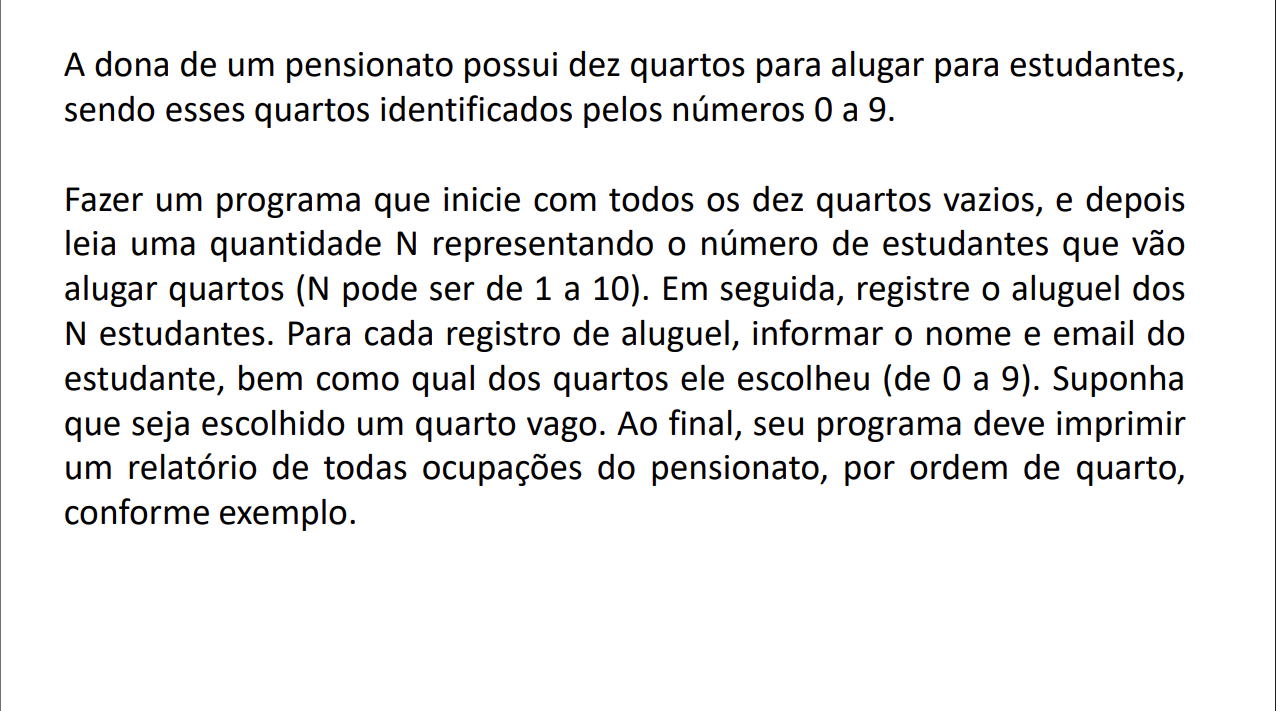 A dona de um pensionato possui dez quartos para alugar para estudantes,
sendo esses quartos identificados pelos números 0 a 9.
Fazer um programa que inicie com todos os dez quartos vazios, e depois
leia uma quantidade N representando o número de estudantes que vão
alugar quartos (N pode ser de 1 a 10). Em seguida, registre o aluguel dos
N estudantes. Para cada registro de aluguel, informar o nome e email do
estudante, bem como qual dos quartos ele escolheu (de 0 a 9). Suponha
que seja escolhido um quarto vago. Ao final, seu programa deve imprimir
um relatório de todas ocupações do pensionato, por ordem de quarto,
conforme exemplo.